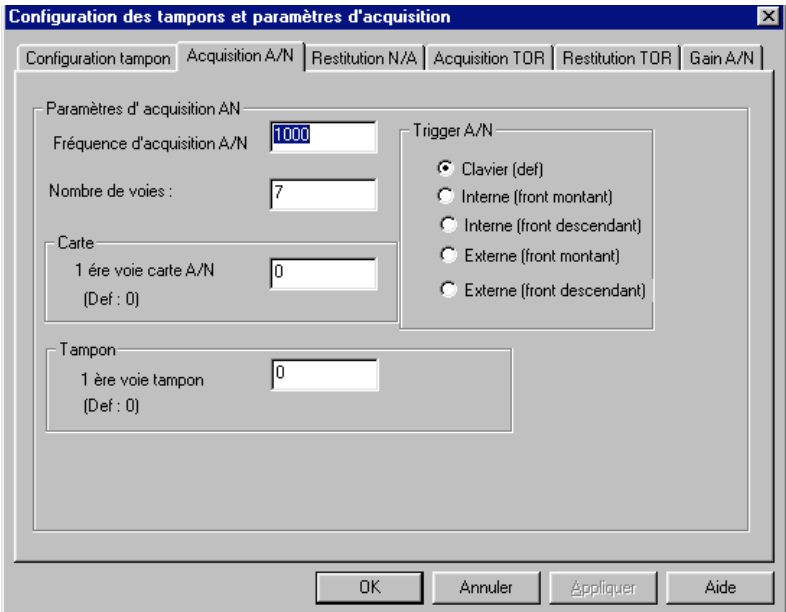 Configuration des tampons et paramètres d'acquisition
Configuration tampon
Acquisition A/N
Restitution N/A
Acquisition TOR
Restitution TOR
Gain A/N
Paramètres d' acquisition AN
Fréquence d'acquisition A/N
1000
Nombre de voies :
7
Carte
1 ére voie carte A/N
0
(Def : 0)
Trigger A/N
Clavier (def)
Interne (front montant)
Interne (front descendant)
Externe (front montant)
Externe (front descendant)
Tampon
1 ère voie tampon
0
(Def : 0)
OK
Annuler
Appliquer
Aide